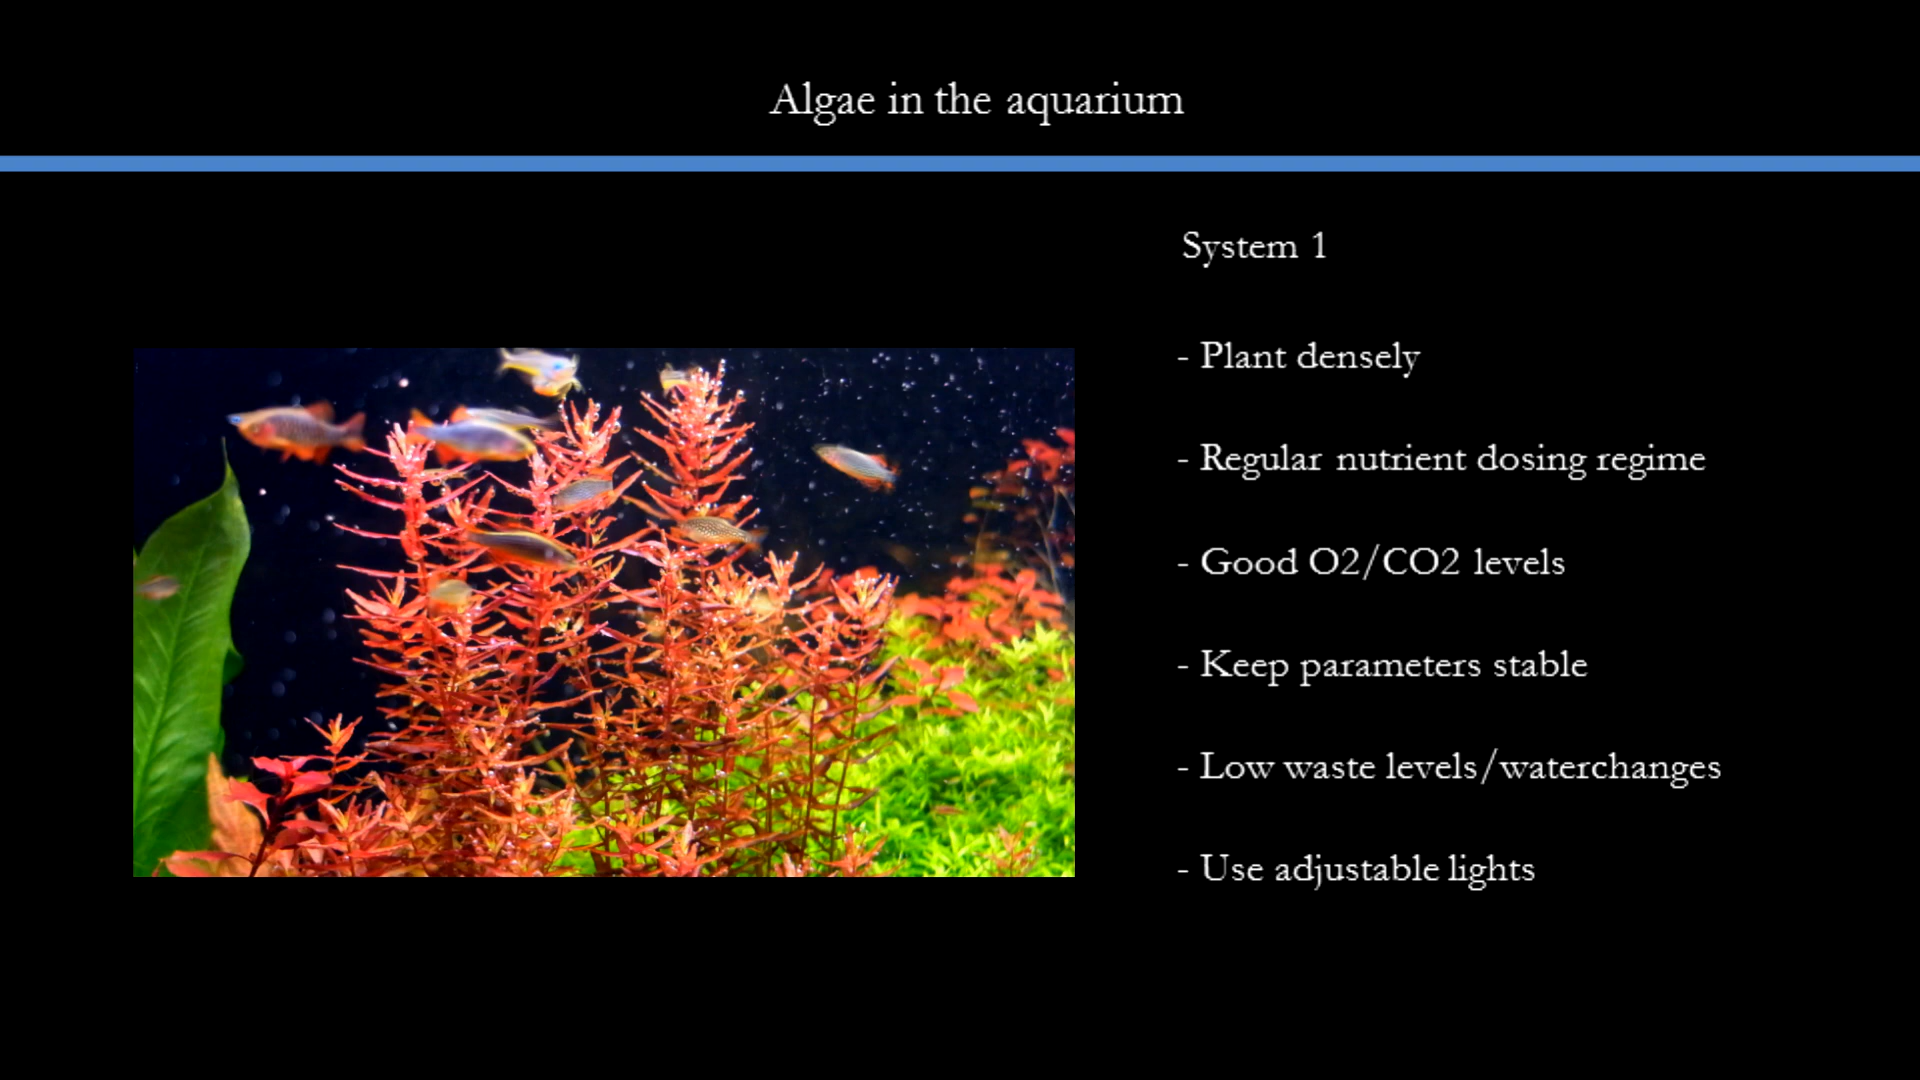 Algae in the aquarium
System 1
- Plant densely
- Regular nutrient dosing regime
- Good O2/CO2 levels
- Keep parameters stable
- Low waste levels/waterchanges
- Use adjustable lights